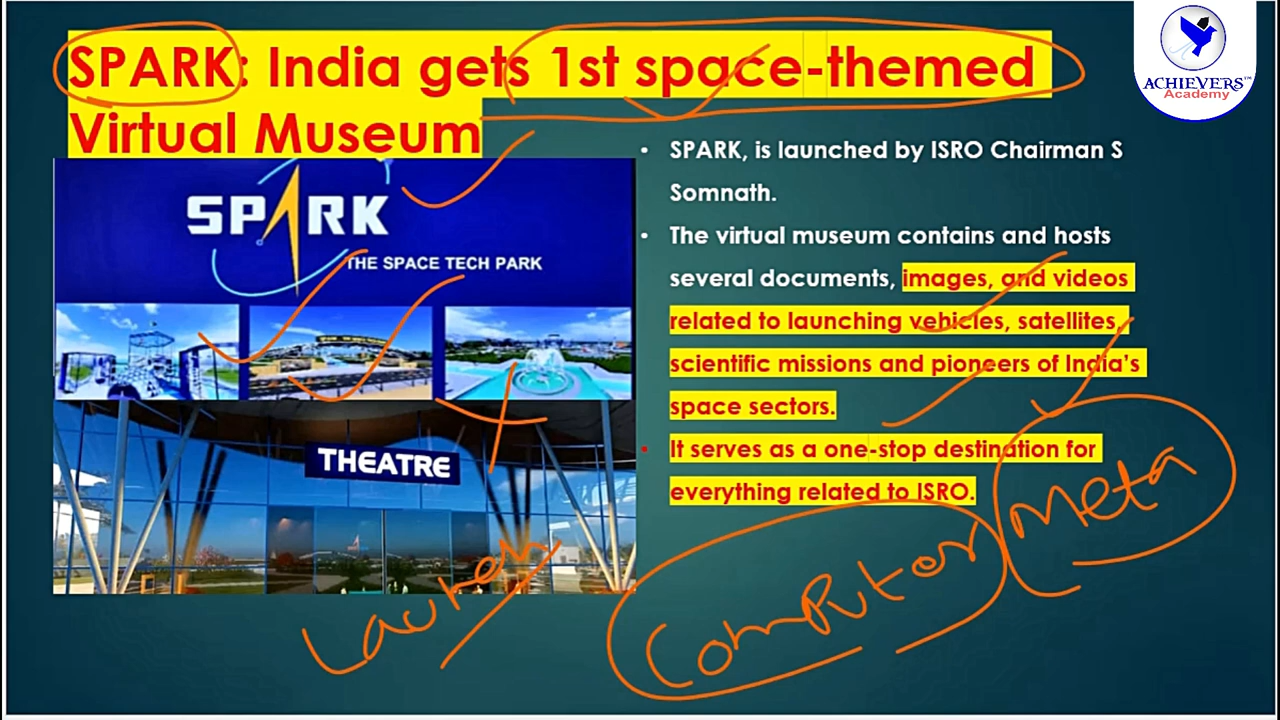 SPARK: India gets 1st space-themed
Virtual Museum
ACHIEVERS™
Academy
SPARK
THE SPACE TECH PARK
THEATRE
• SPARK, is launched by ISRO Chairman S
Somnath.
• The virtual museum contains and hosts
several documents, images, and videos
related to launching vehicles, satellites,
scientific missions and pioneers of India's
space sectors.
• It serves as a one-stop destination for
everything related to ISRO.
Meta
Computor
Launch